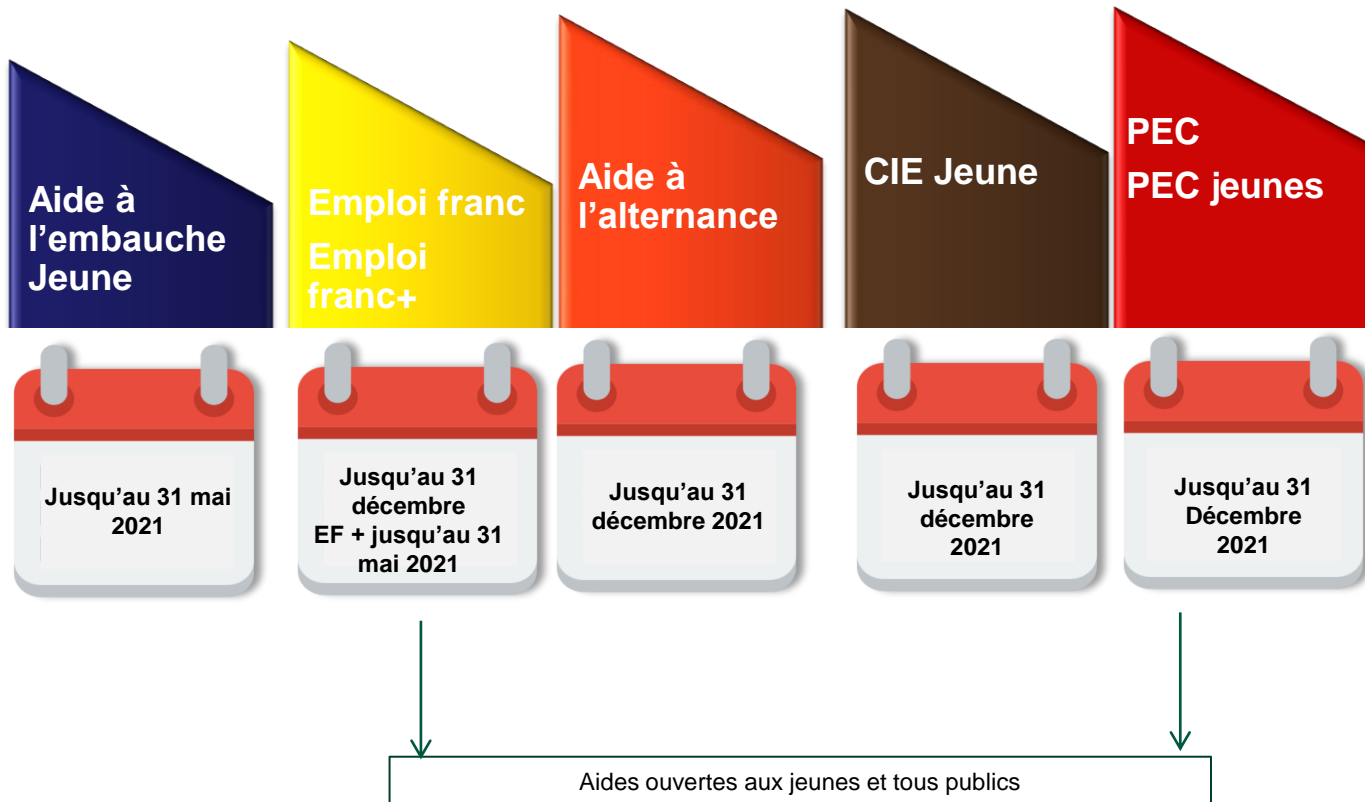 Aide à
l’embauche
Jeune
Emploi franc
Emploi
franc+
Aide à
l’alternance
CIE Jeune
PEC
PEC jeunes
Jusqu’au 31 mai
2021
Jusqu’au 31
décembre
EF + jusqu’au 31
mai 2021
Jusqu’au 31
décembre 2021
Jusqu’au 31
décembre
2021
Jusqu’au 31
Décembre
2021
Aides ouvertes aux jeunes et tous publics